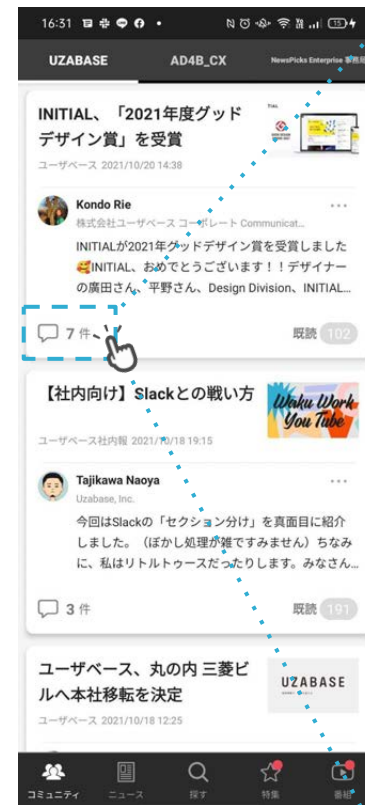 16:31
15
UZABASE
AD4B_CX
NewsPicks Enterprise 事務局
INITIAL、「2021年度グッド
デザイン賞」を受賞
ユーザベース 2021/10/20 14:38
Kondo Rie
株式会社ユーザベース コーポレート Communicat...
INITIALが2021年グッドデザイン賞を受賞しました
🥰INITIAL、おめでとうございます！！デザイナー
の廣田さん、平野さん、Design Division、INITIAL...
7 件
既読 102
【社内向け】Slackとの戦い方
Waku Work
You Tube
ユーザベース社内報 2021/10/18 19:15
Tajikawa Naoya
Uzabase, Inc.
今回はSlackの「セクション分け」を真面目に紹介
しました。（ぼかし処理が雑ですみません）ちなみ
に、私はリトルトゥースだったりします。みなさん...
3 件
既読 191
ユーザベース、丸の内 三菱ビ
ルへ本社移転を決定
UZABASE
ユーザベース 2021/10/18 12:25
コミュニティ
ニュース
探す
特集
番組